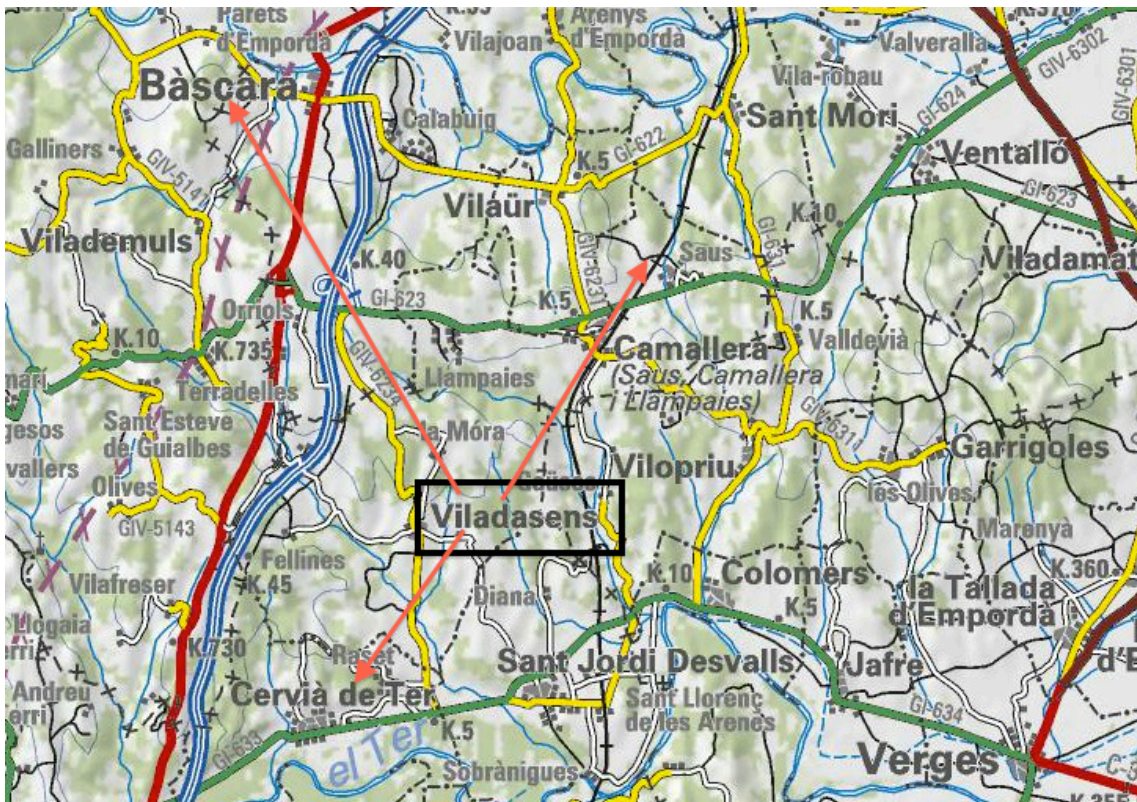 Parets
d'Empordà
Vilajoan
Arenys
d'Empordà
Valveralla
GIV-6302
GIV-6301
Vila-robau
GI-624
Bàscara
Calabuig
Sant Mori
Galliners
GIV-5141
K.5
GI-622
Ventalló
GI-623
Vilaür
K.10
Vilademuls
K.40
GI-631
Saus
Viladamat
GIV-6231
Orriols
GI-623
K.5
K.5
K.10
K.735
Camallera
Valldevià
(Saus, Camallera
i Llampaies)
Llampaies
GIV-6234
Terradelles
Sant Esteve
de Guialbes
la Móra
GIV-6311
Garrigoles
Vilopriu
Olives
les Olives
Viladasens
GIV-5143
Marenyà
Fellines
K.10
Colomers
K.360
Vilafreser
K.45
Diana
la Tallada
d'Empordà
K.5
K.730
Raset
Sant Jordi Desvalls
Jafre
Cervià de Ter
Sant Llorenç
de les Arenes
K.5
GI-633
el Ter
GI-634
Verges
Sobrànigues
K.355